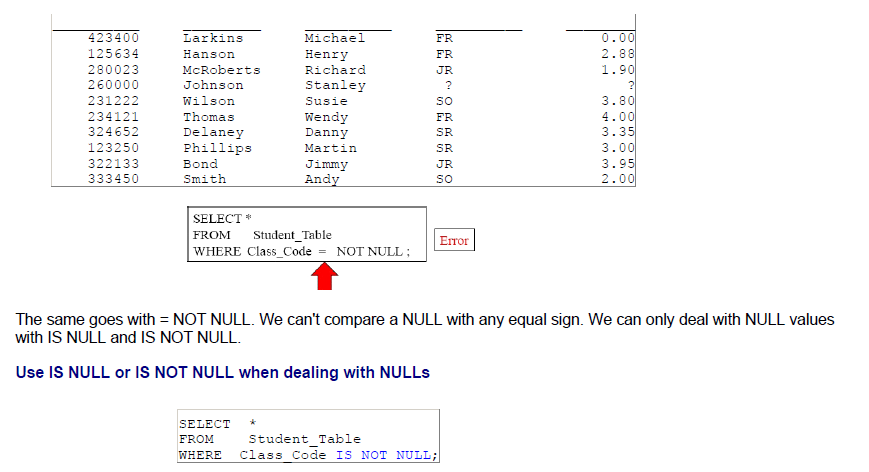 423400 Larkins Michael FR 0.00
125634 Hanson Henry FR 2.88
280023 McRoberts Richard JR 1.90
260000 Johnson Stanley ? ?
231222 Wilson Susie SO 3.80
234121 Thomas Wendy FR 4.00
324652 Delaney Danny SR 3.35
123250 Phillips Martin SR 3.00
322133 Bond Jimmy JR 3.95
333450 Smith Andy SO 2.00
SELECT *
FROM Student_Table
WHERE Class_Code = NOT NULL ;
Error
The same goes with = NOT NULL. We can't compare a NULL with any equal sign. We can only deal with NULL values
with IS NULL and IS NOT NULL.
Use IS NULL or IS NOT NULL when dealing with NULLs
SELECT *
FROM Student_Table
WHERE Class_Code IS NOT NULL;